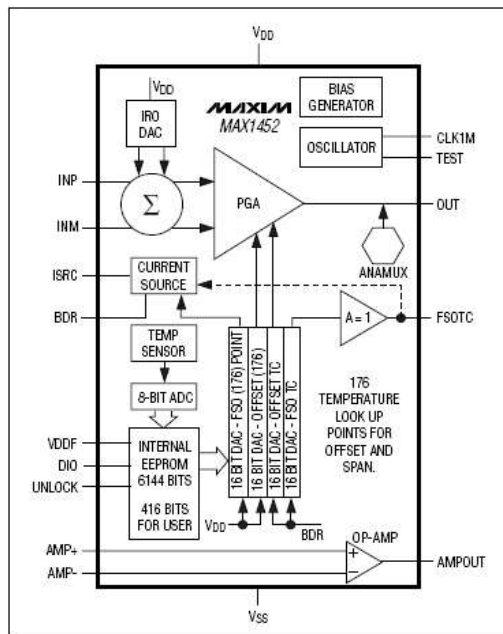 VDD
VDD
IRO
DAC
MAXIM
MAX1452
BIAS
GENERATOR
OSCILLATOR
CLK1M
TEST
INP
INM
Σ
PGA
OUT
ANAMUX
ISRC
BDR
CURRENT
SOURCE
A = 1
FSOTC
TEMP
SENSOR
8-BIT ADC
VDDF
DIO
UNLOCK
INTERNAL
EEPROM
6144 BITS
416 BITS
FOR USER
16 BIT DAC - FSO (176) POINT
16 BIT DAC - OFFSET (176)
16 BIT DAC - OFFSET TC
16 BIT DAC - FSO TC
176
TEMPERATURE
LOOK UP
POINTS FOR
OFFSET AND
SPAN.
VDD
BDR
AMP+
AMP-
+
−
OP-AMP
AMPOUT
VSS